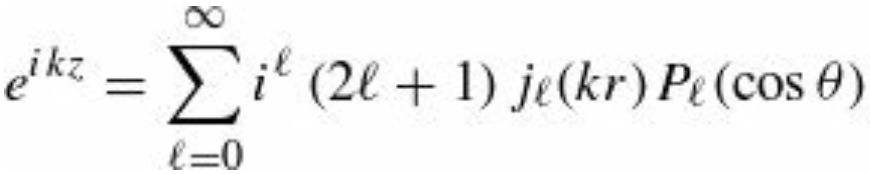 e^{ikz} = \sum_{\ell=0}^{\infty} i^{\ell} (2\ell + 1) j_{\ell}(kr) P_{\ell}(\cos \theta)